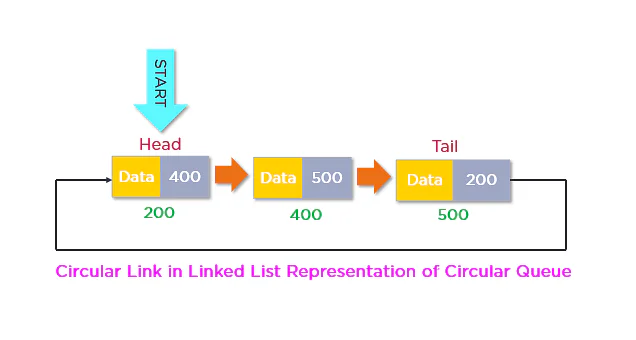 START
Head
Tail
Data 400
Data 500
Data 200
200
400
500
Circular Link in Linked List Representation of Circular Queue